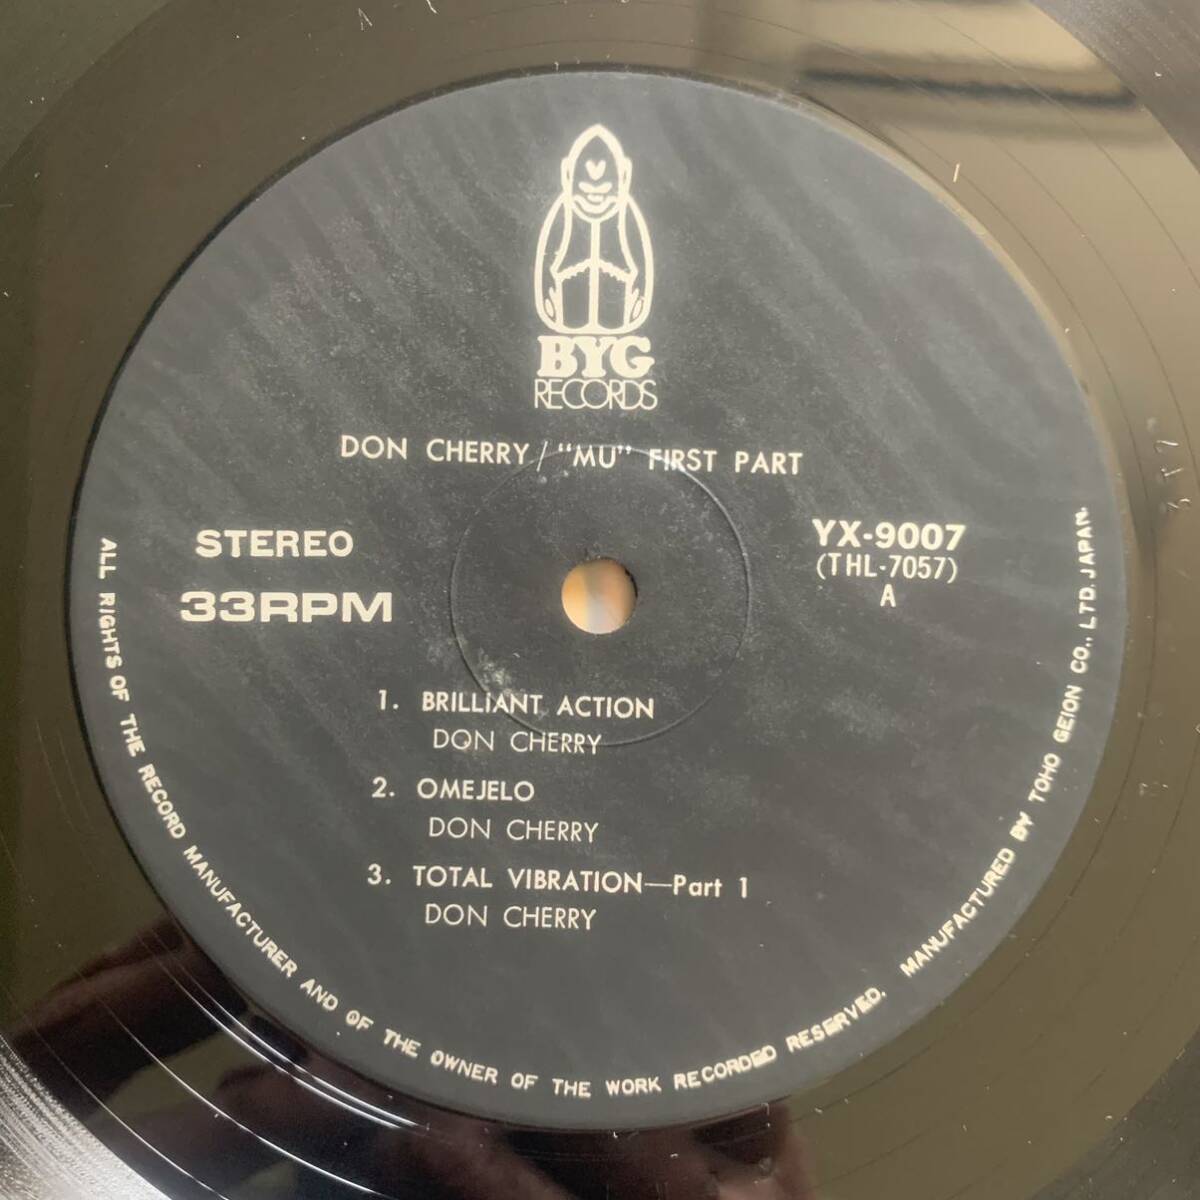 BYG
RECORDS
DON CHERRY / "MU" FIRST PART
STEREO
33RPM
YX-9007
(THL-7057)
A
1. BRILLIANT ACTION
DON CHERRY
2. OMEJELO
DON CHERRY
3. TOTAL VIBRATION—Part 1
DON CHERRY
ALL RIGHTS OF THE RECORD MANUFACTURER AND OF THE OWNER OF THE WORK RECORDED RESERVED. MANUFACTURED BY TOHO GEION CO., LTD. JAPAN.